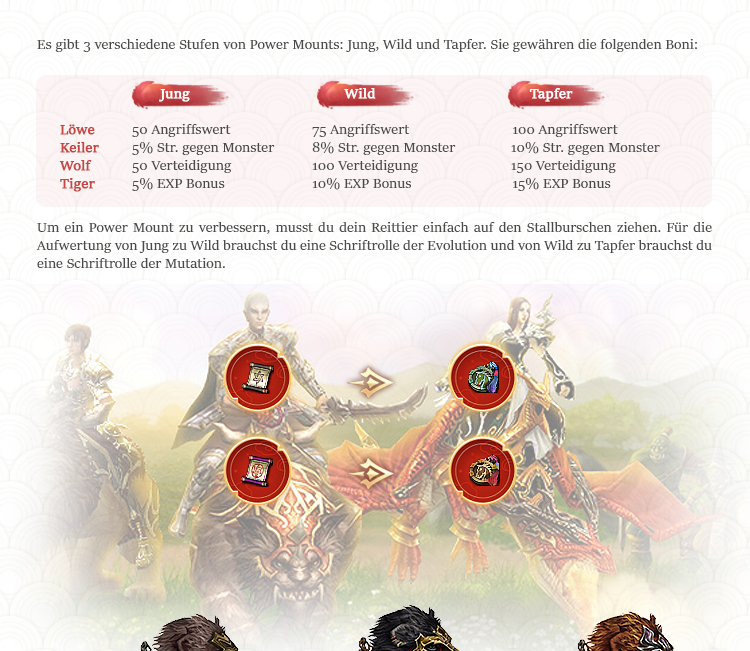 Es gibt 3 verschiedene Stufen von Power Mounts: Jung, Wild und Tapfer. Sie gewähren die folgenden Boni:
Jung Wild Tapfer
Löwe 50 Angriffswert 75 Angriffswert 100 Angriffswert
Keiler 5% Str. gegen Monster 8% Str. gegen Monster 10% Str. gegen Monster
Wolf 50 Verteidigung 100 Verteidigung 150 Verteidigung
Tiger 5% EXP Bonus 10% EXP Bonus 15% EXP Bonus
Um ein Power Mount zu verbessern, musst du dein Reittier einfach auf den Stallburschen ziehen. Für die
Aufwertung von Jung zu Wild brauchst du eine Schriftrolle der Evolution und von Wild zu Tapfer brauchst du
eine Schriftrolle der Mutation.